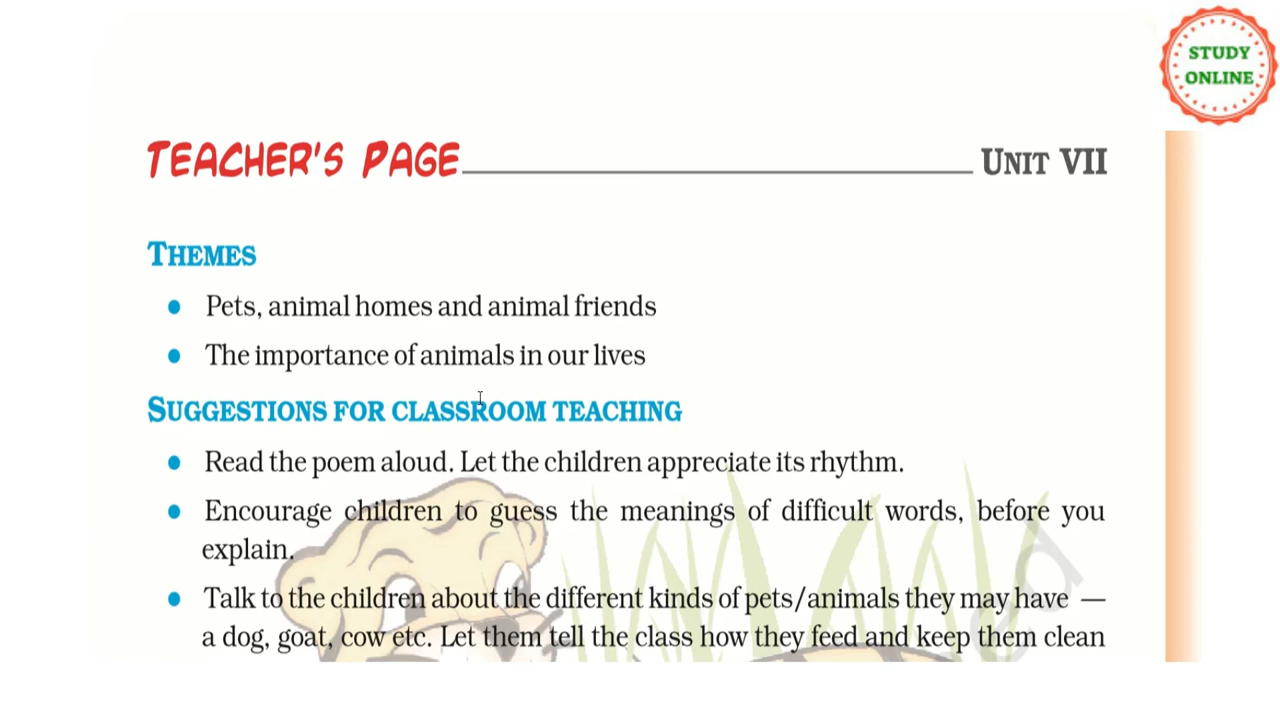 STUDY
ONLINE
TEACHER'S PAGE
UNIT VII
THEMES
● Pets, animal homes and animal friends
● The importance of animals in our lives
SUGGESTIONS FOR CLASSROOM TEACHING
● Read the poem aloud. Let the children appreciate its rhythm.
● Encourage children to guess the meanings of difficult words, before you
explain.
● Talk to the children about the different kinds of pets/animals they may have —
a dog, goat, cow etc. Let them tell the class how they feed and keep them clean